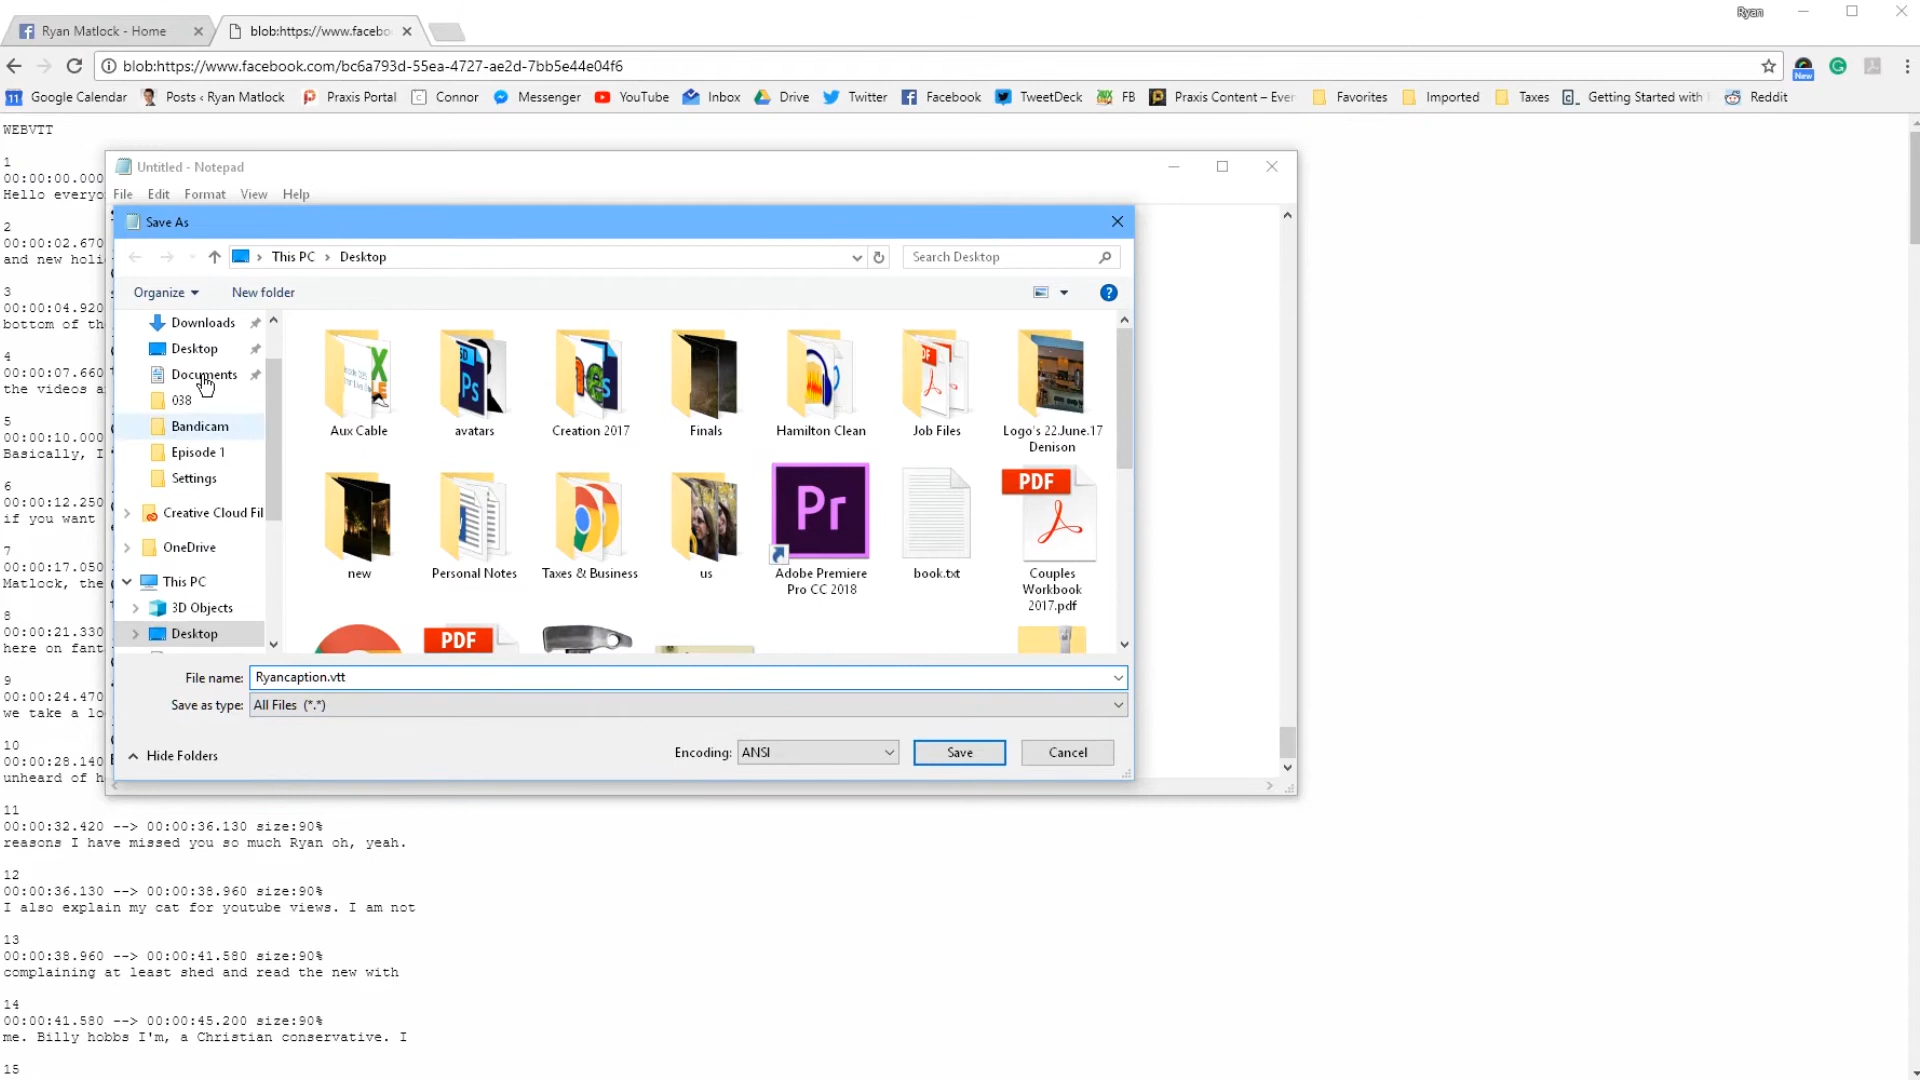 Ryan Matlock - Home
blob:https://www.facebo
Ryan
blob:https://www.facebook.com/bc6a793d-55ea-4727-ae2d-7bb5e44e04f6
New
11 Google Calendar
Posts ‹ Ryan Matlock
Praxis Portal
Connor
Messenger
YouTube
Inbox
Drive
Twitter
Facebook
TweetDeck
FB
Praxis Content – Ever
Favorites
Imported
Taxes
Getting Started with
Reddit
WEBVTT
1
00:00:00.000
Hello everyo
2
00:00:02.670
and new holi
3
00:00:04.920
bottom of th
4
00:00:07.660
the videos a
5
00:00:10.000
Basically, I
6
00:00:12.250
if you want
7
00:00:17.050
Matlock, the
8
00:00:21.330
here on fant
9
00:00:24.470
we take a lo
10
00:00:28.140
unheard of h
11
00:00:32.420 --> 00:00:36.130 size:90%
reasons I have missed you so much Ryan oh, yeah.
12
00:00:36.130 --> 00:00:38.960 size:90%
I also explain my cat for youtube views. I am not
13
00:00:38.960 --> 00:00:41.580 size:90%
complaining at least shed and read the new with
14
00:00:41.580 --> 00:00:45.200 size:90%
me. Billy hobbs I'm, a Christian conservative. I
15
Untitled - Notepad
File Edit Format View Help
Save As
This PC › Desktop
Search Desktop
Organize
New folder
Downloads
Desktop
Documents
038
Bandicam
Episode 1
Settings
Creative Cloud Fil
OneDrive
This PC
3D Objects
Desktop
Aux Cable
avatars
Creation 2017
Finals
Hamilton Clean
Job Files
Logo's 22.June.17
Denison
new
Personal Notes
Taxes & Business
us
Pr
Adobe Premiere
Pro CC 2018
book.txt
PDF
Couples
Workbook
2017.pdf
PDF
File name: Ryancaption.vtt
Save as type: All Files (*.*)
Hide Folders
Encoding: ANSI
Save
Cancel